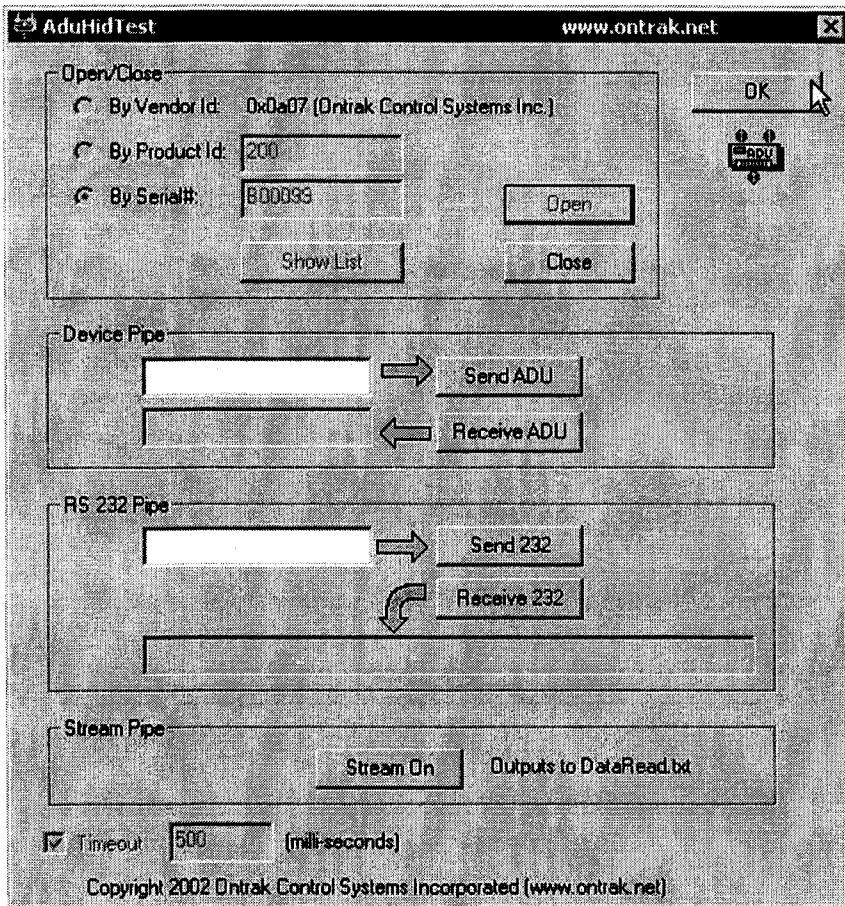 AduHidTest www.ontrak.net
Open/Close
By Vendor Id: 0x0a07 (Ontrak Control Systems Inc.)
OK
ADU
By Product Id: 200
By Serial#: B00099
Open
Show List
Close
Device Pipe
Send ADU
Receive ADU
RS 232 Pipe
Send 232
Receive 232
Stream Pipe
Stream On
Outputs to DataRead.txt
Timeout 500 (milli-seconds)
Copyright 2002 Ontrak Control Systems Incorporated (www.ontrak.net)